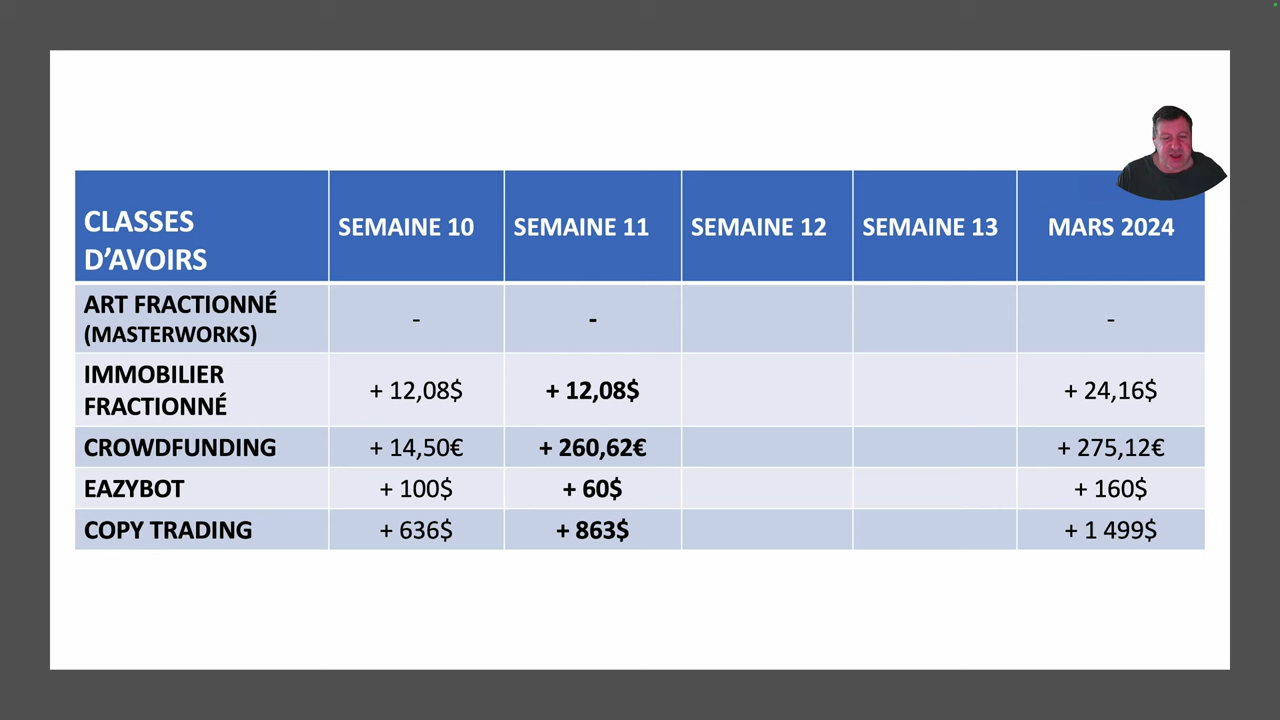 CLASSES
D'AVOIRS
SEMAINE 10
SEMAINE 11
SEMAINE 12
SEMAINE 13
MARS 2024
ART FRACTIONNÉ
(MASTERWORKS)
-
-
-
IMMOBILIER
FRACTIONNÉ
+ 12,08$
+ 12,08$
+ 24,16$
CROWDFUNDING
+ 14,50€
+ 260,62€
+ 275,12€
EAZYBOT
+ 100$
+ 60$
+ 160$
COPY TRADING
+ 636$
+ 863$
+ 1 499$